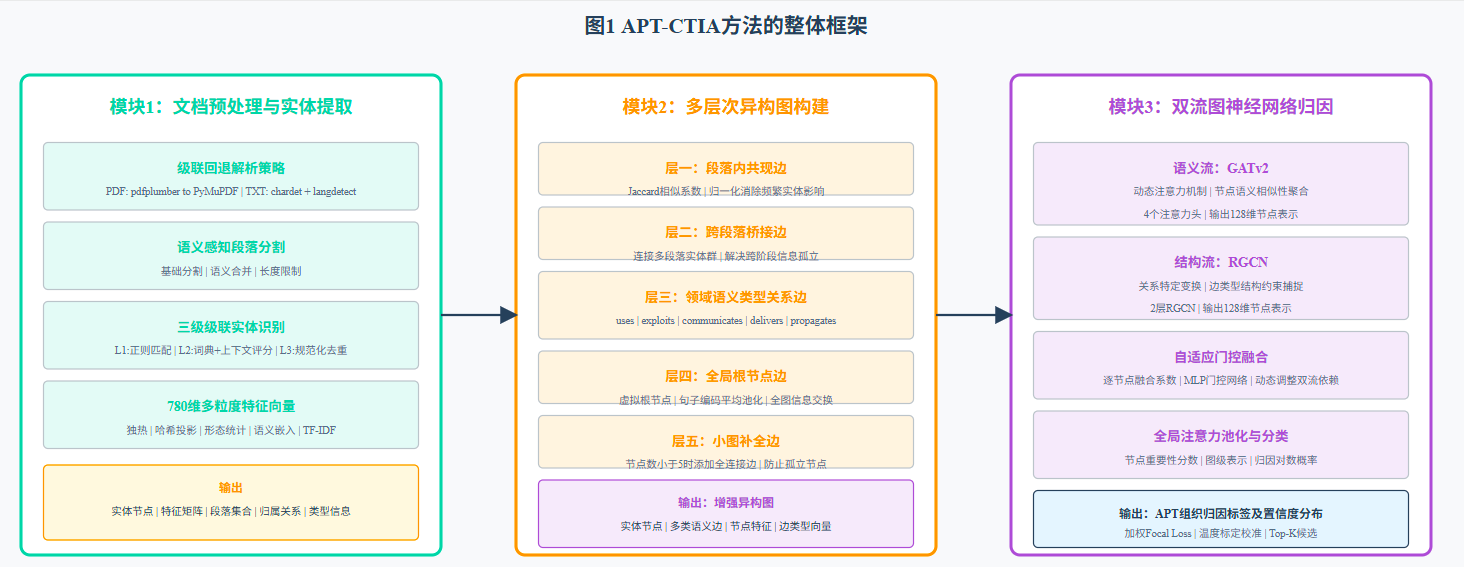 图1 APT-CTIA方法的整体框架
模块1：文档预处理与实体提取
级联回退解析策略
PDF: pdfplumber to PyMuPDF | TXT: chardet + langdetect
语义感知段落分割
基础分割 | 语义合并 | 长度限制
三级级联实体识别
L1:正则匹配 | L2:词典+上下文评分 | L3:规范化去重
780维多粒度特征向量
独热 | 哈希投影 | 形态统计 | 语义嵌入 | TF-IDF
输出
实体节点 | 特征矩阵 | 段落集合 | 归属关系 | 类型信息
模块2：多层次异构图构建
层一：段落内共现边
Jaccard相似系数 | 归一化消除频繁实体影响
层二：跨段落桥接边
连接多段落实体群 | 解决跨阶段信息孤立
层三：领域语义类型关系边
uses | exploits | communicates | delivers | propagates
层四：全局根节点边
虚拟根节点 | 句子编码平均池化 | 全图信息交换
层五：小图补全边
节点数小于5时添加全连接边 | 防止孤立节点
输出：增强异构图
实体节点 | 多类语义边 | 节点特征 | 边类型向量
模块3：双流图神经网络归因
语义流：GATv2
动态注意力机制 | 节点语义相似性聚合
4个注意力头 | 输出128维节点表示
结构流：RGCN
关系特定变换 | 边类型结构约束捕捉
2层RGCN | 输出128维节点表示
自适应门控融合
逐节点融合系数 | MLP门控网络 | 动态调整双流依赖
全局注意力池化与分类
节点重要性分数 | 图级表示 | 归因对数概率
输出：APT组织归因标签及置信度分布
加权Focal Loss | 温度标定校准 | Top-K候选